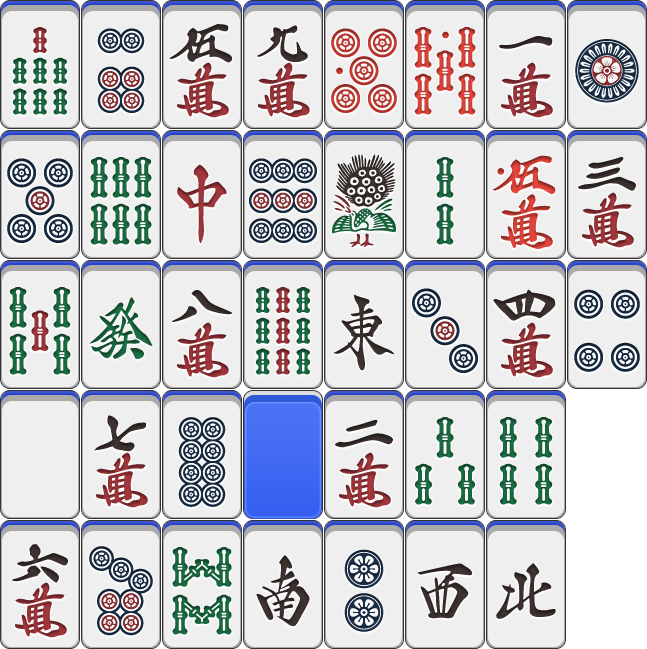 伍萬 九萬 一萬
中 伍萬 三萬
發 八萬 東 四萬
七萬 二萬
六萬 南 西 北